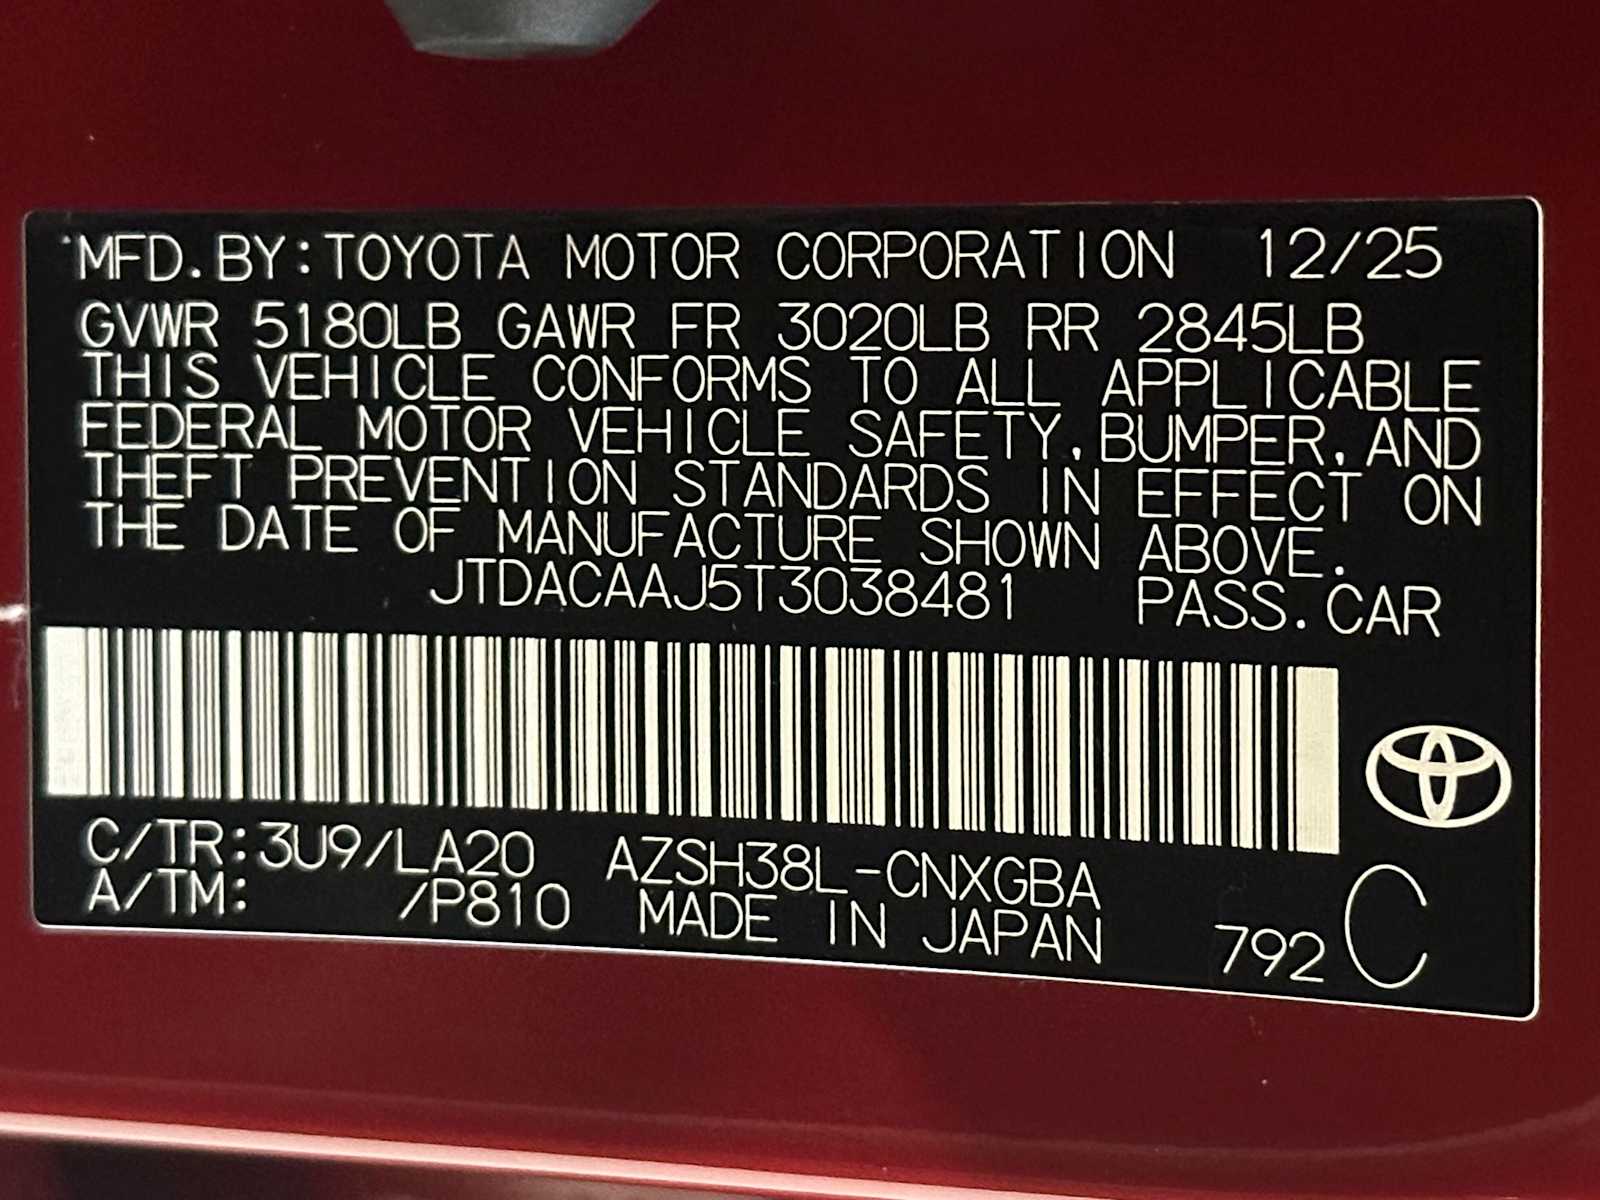 MFD. BY: TOYOTA MOTOR CORPORATION 12/25
GVWR 5180LB GAWR FR 3020LB RR 2845LB
THIS VEHICLE CONFORMS TO ALL APPLICABLE
FEDERAL MOTOR VEHICLE SAFETY, BUMPER, AND
THEFT PREVENTION STANDARDS IN EFFECT ON
THE DATE OF MANUFACTURE SHOWN ABOVE.
JTDACAAJ5T3038481 PASS. CAR
C/TR: 3U9/LA20 AZSH38L-CNXGBA
A/TM: /P810 MADE IN JAPAN 792 C